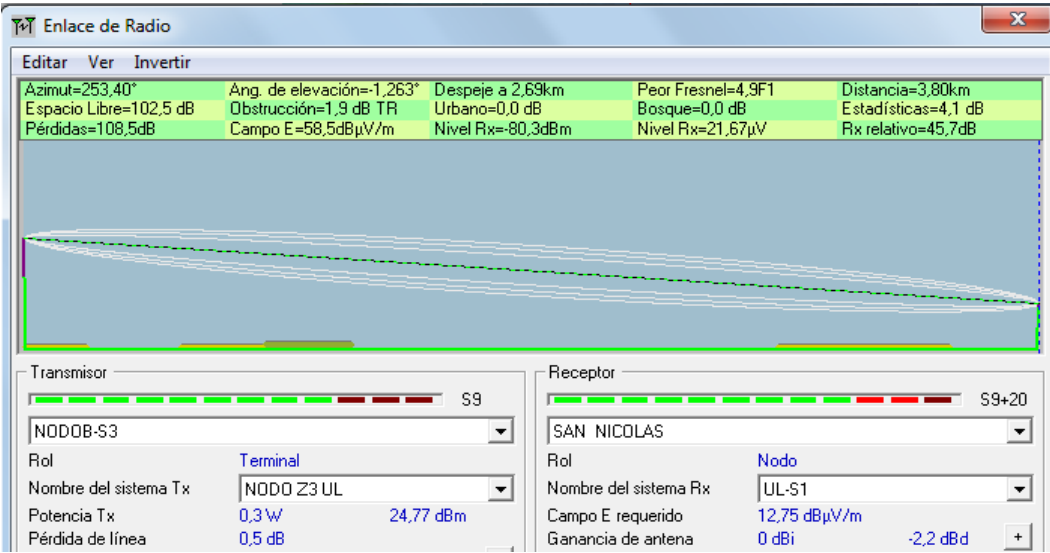 Enlace de Radio
Editar Ver Invertir
Azimut=253,40° Ang. de elevación=-1,263° Despeje a 2,69km Peor Fresnel=4,9F1 Distancia=3,80km
Espacio Libre=102,5 dB Obstrucción=1,9 dB TR Urbano=0,0 dB Bosque=0,0 dB Estadísticas=4,1 dB
Pérdidas=108,5dB Campo E=58,5dBµV/m Nivel Rx=-80,3dBm Nivel Rx=21,67µV Rx relativo=45,7dB
Transmisor
S9
NODOB-S3
Rol Terminal
Nombre del sistema Tx NODO Z3 UL
Potencia Tx 0,3 W 24,77 dBm
Pérdida de línea 0,5 dB
Receptor
S9+20
SAN NICOLAS
Rol Nodo
Nombre del sistema Rx UL-S1
Campo E requerido 12,75 dBµV/m
Ganancia de antena 0 dBi -2,2 dBd +